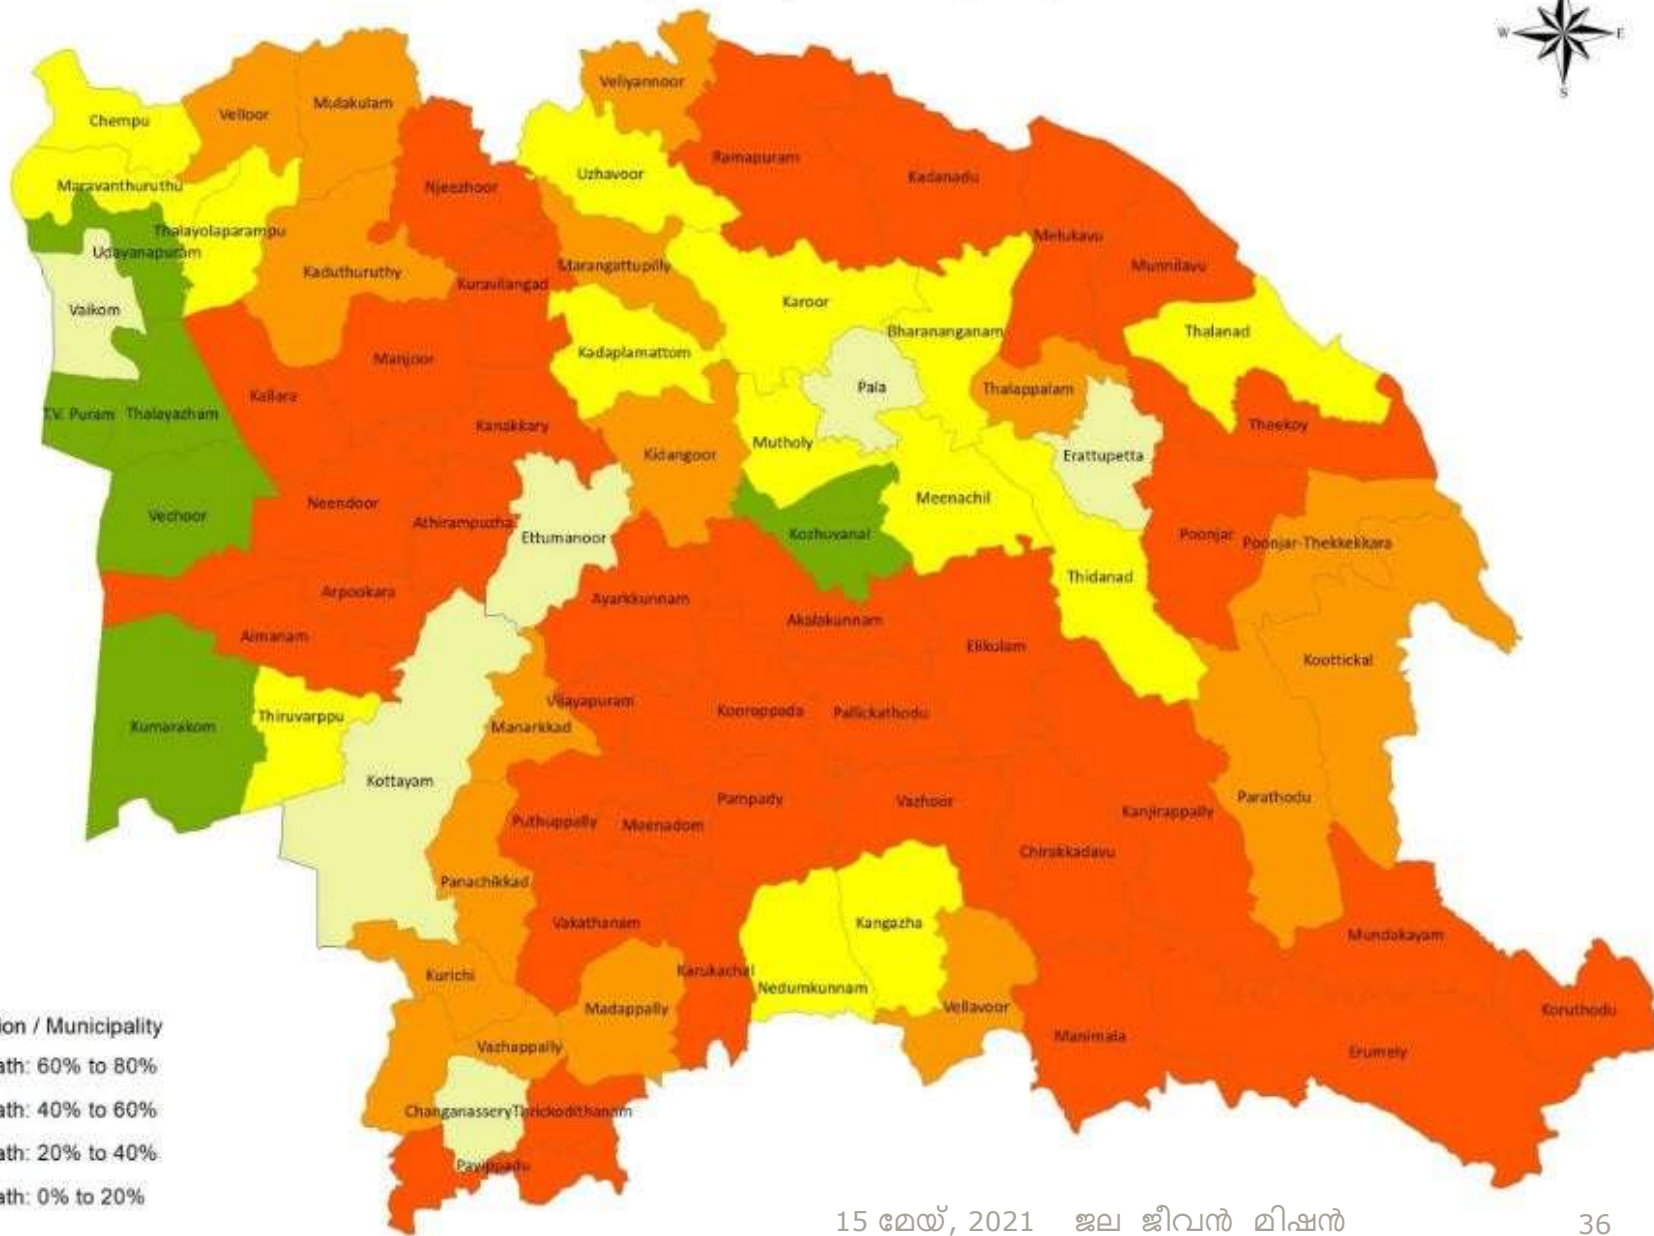 W E
S
Veliyannoor
Mulakulam
Velloor
Chempu
Ramapuram
Uzhavoor
Kadanadu
Maravanthuruthu
Njeezhoor
Thalayolaparampu
Melukavu
Udayanapuram
Marangattupilly
Munnilavu
Kaduthuruthy
Kuravilangad
Karoor
Vaikom
Bharananganam
Thalanad
Kadaplamattom
Manjoor
Pala
Thalappalam
Kallara
T.V. Puram
Thalayazham
Kanakkary
Theekoy
Mutholy
Kidangoor
Erattupetta
Meenachil
Neendoor
Vechoor
Athirampuzha
Ettumanoor
Kozhuvanal
Poonjar
Poonjar-Thekkekkara
Thidanad
Arpookara
Ayarkkunnam
Akalakunnam
Aimanam
Elikulam
Koottickal
Vijayapuram
Kooroppada
Pallickathodu
Thiruvarppu
Kumarakom
Manarkkad
Kottayam
Pampady
Vazhoor
Parathodu
Kanjirappally
Puthuppally
Meenadom
Chirakkadavu
Panachikkad
Vakathanam
Kangazha
Mundakayam
Karukachal
Kurichi
Nedumkunnam
Madappally
Vellavoor
Koruthodu
Manimala
Vazhappally
Erumely
Changanassery
Thrickodithanam
Payippadu
ion / Municipality
ath: 60% to 80%
ath: 40% to 60%
ath: 20% to 40%
ath: 0% to 20%
15 മേയ്, 2021 ജല ജീവൻ മിഷൻ 36